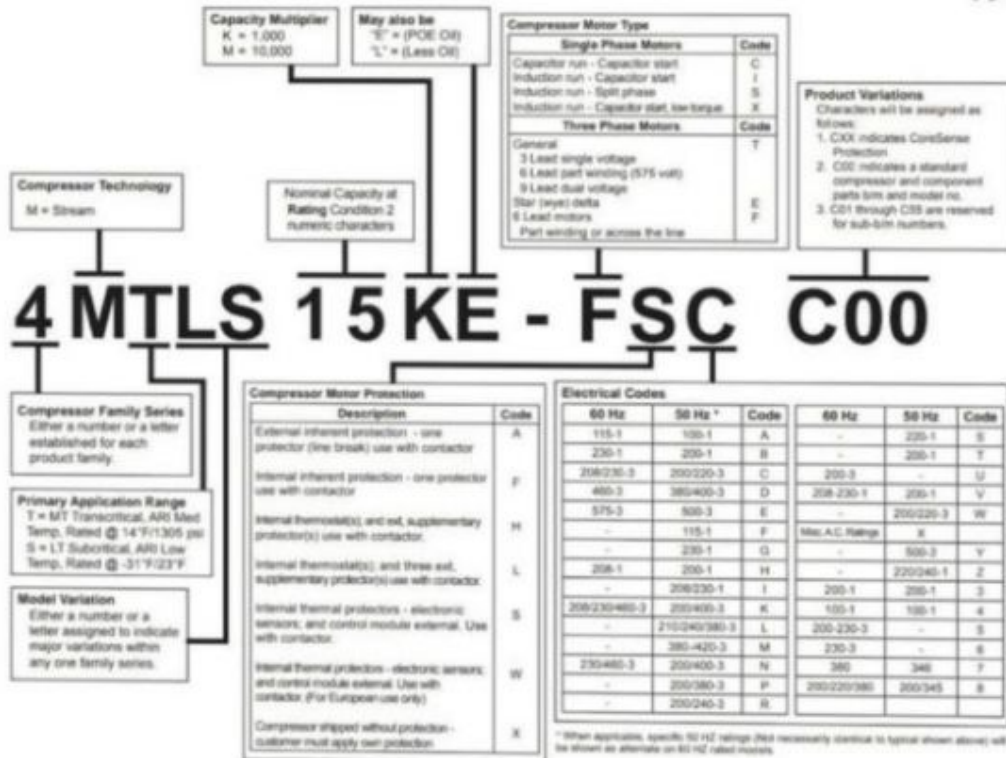 Capacity Multiplier
K = 1,000
M = 10,000
May also be
"E" = (POE Oil)
"L" = (Less Oil)
Compressor Motor Type
Single Phase Motors Code
Capacitor run - Capacitor start C
Induction run - Capacitor start I
Induction run - Split phase S
Induction run - Capacitor start, low torque X
Three Phase Motors Code
General T
3 Lead single voltage
6 Lead part winding (575 volt)
9 Lead dual voltage
Star (wye) delta E
6 Lead motors F
Part winding or across the line
Product Variations
Characters will be assigned as
follows:
1. CXX indicates CoreSense
Protection
2. C00 indicates a standard
compressor and component
parts b/m and model no.
3. C01 through C55 are reserved
for sub-b/m numbers.
Compressor Technology
M = Stream
Nominal Capacity at
Rating Condition 2
numeric characters
4 MTLS 15 KE - FSC C00
Compressor Family Series
Either a number or a letter
established for each
product family.
Primary Application Range
T = MT Transcritical, ARI Med
Temp, Rated @ 14°F/1305 psi
S = LT Subcritical, ARI Low
Temp, Rated @ -31°F/23°F
Model Variation
Either a number or a
letter assigned to indicate
major variations within
any one family series.
Compressor Motor Protection
Description Code
External inherent protection - one A
protector (line break) use with contactor
Internal inherent protection - one protector F
use with contactor
Internal thermostat(s), and ext, supplementary H
protector(s) use with contactor.
Internal thermostat(s), and three ext, L
supplementary protector(s) use with contactor.
Internal thermal protectors - electronic S
sensors, and control module external. Use
with contactor.
Internal thermal protectors - electronic sensors, W
and control module external. Use with
contactor. (For European use only)
Compressor shipped without protection - X
customer must apply own protection
Electrical Codes
60 Hz 50 Hz * Code 60 Hz 50 Hz Code
115-1 100-1 A - 220-1 S
230-1 200-1 B - 200-1 T
208/230-3 200/220-3 C 200-3 - U
460-3 380/400-3 D 208-230-1 200-1 V
575-3 500-3 E - 200/220-3 W
- 115-1 F Misc. A.C. Ratings X
- 230-1 G - 500-3 Y
208-1 200-1 H - 220/240-1 Z
- 208/230-1 I 200-1 200-1 3
208/230/460-3 200/400-3 K 100-1 100-1 4
- 210/240/380-3 L 200-230-3 - 5
- 380-/420-3 M 230-3 - 6
230/460-3 200/400-3 N 380 346 7
- 200/380-3 P 200/220/380 200/345 8
- 200/240-3 R
* When applicable, specific 50 HZ ratings (Not necessarily identical to typical shown above) will
be shown as alternate on 60 HZ rated models